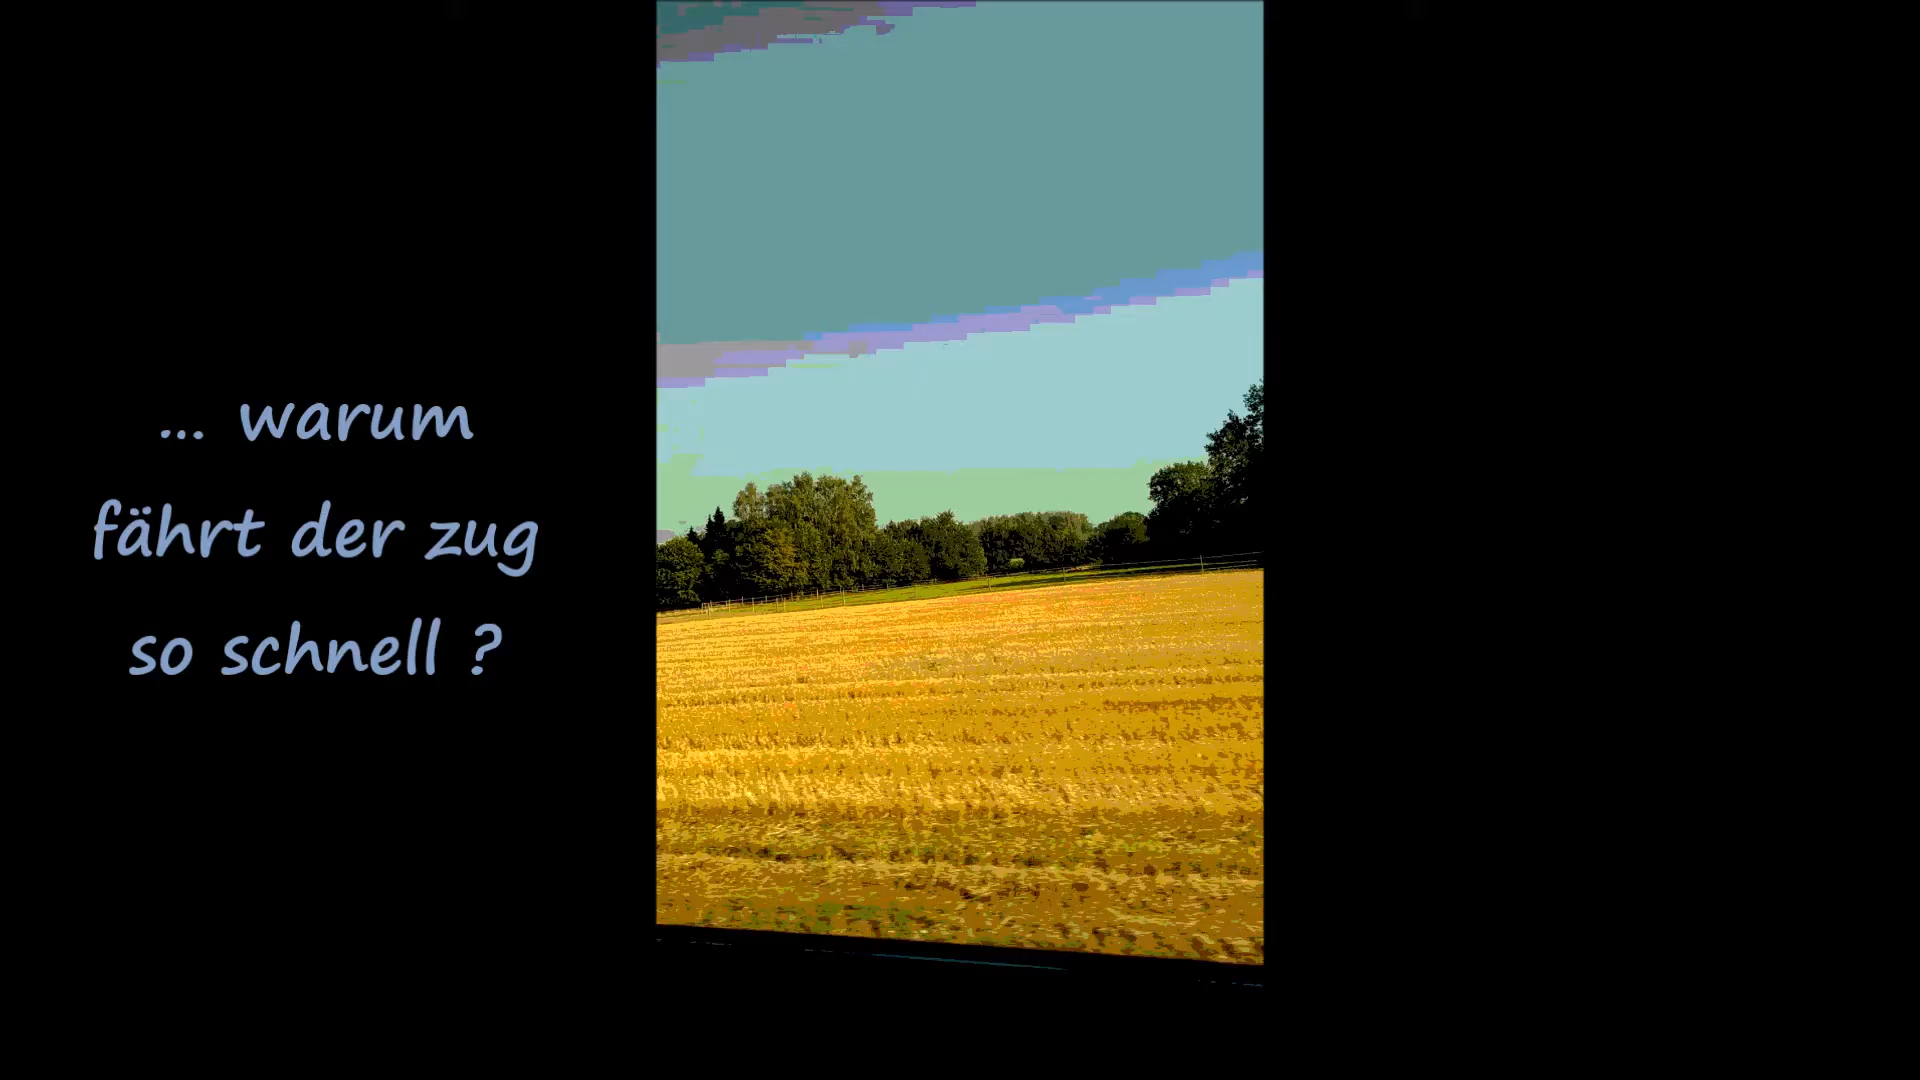 ... warum
fährt der zug
so schnell ?